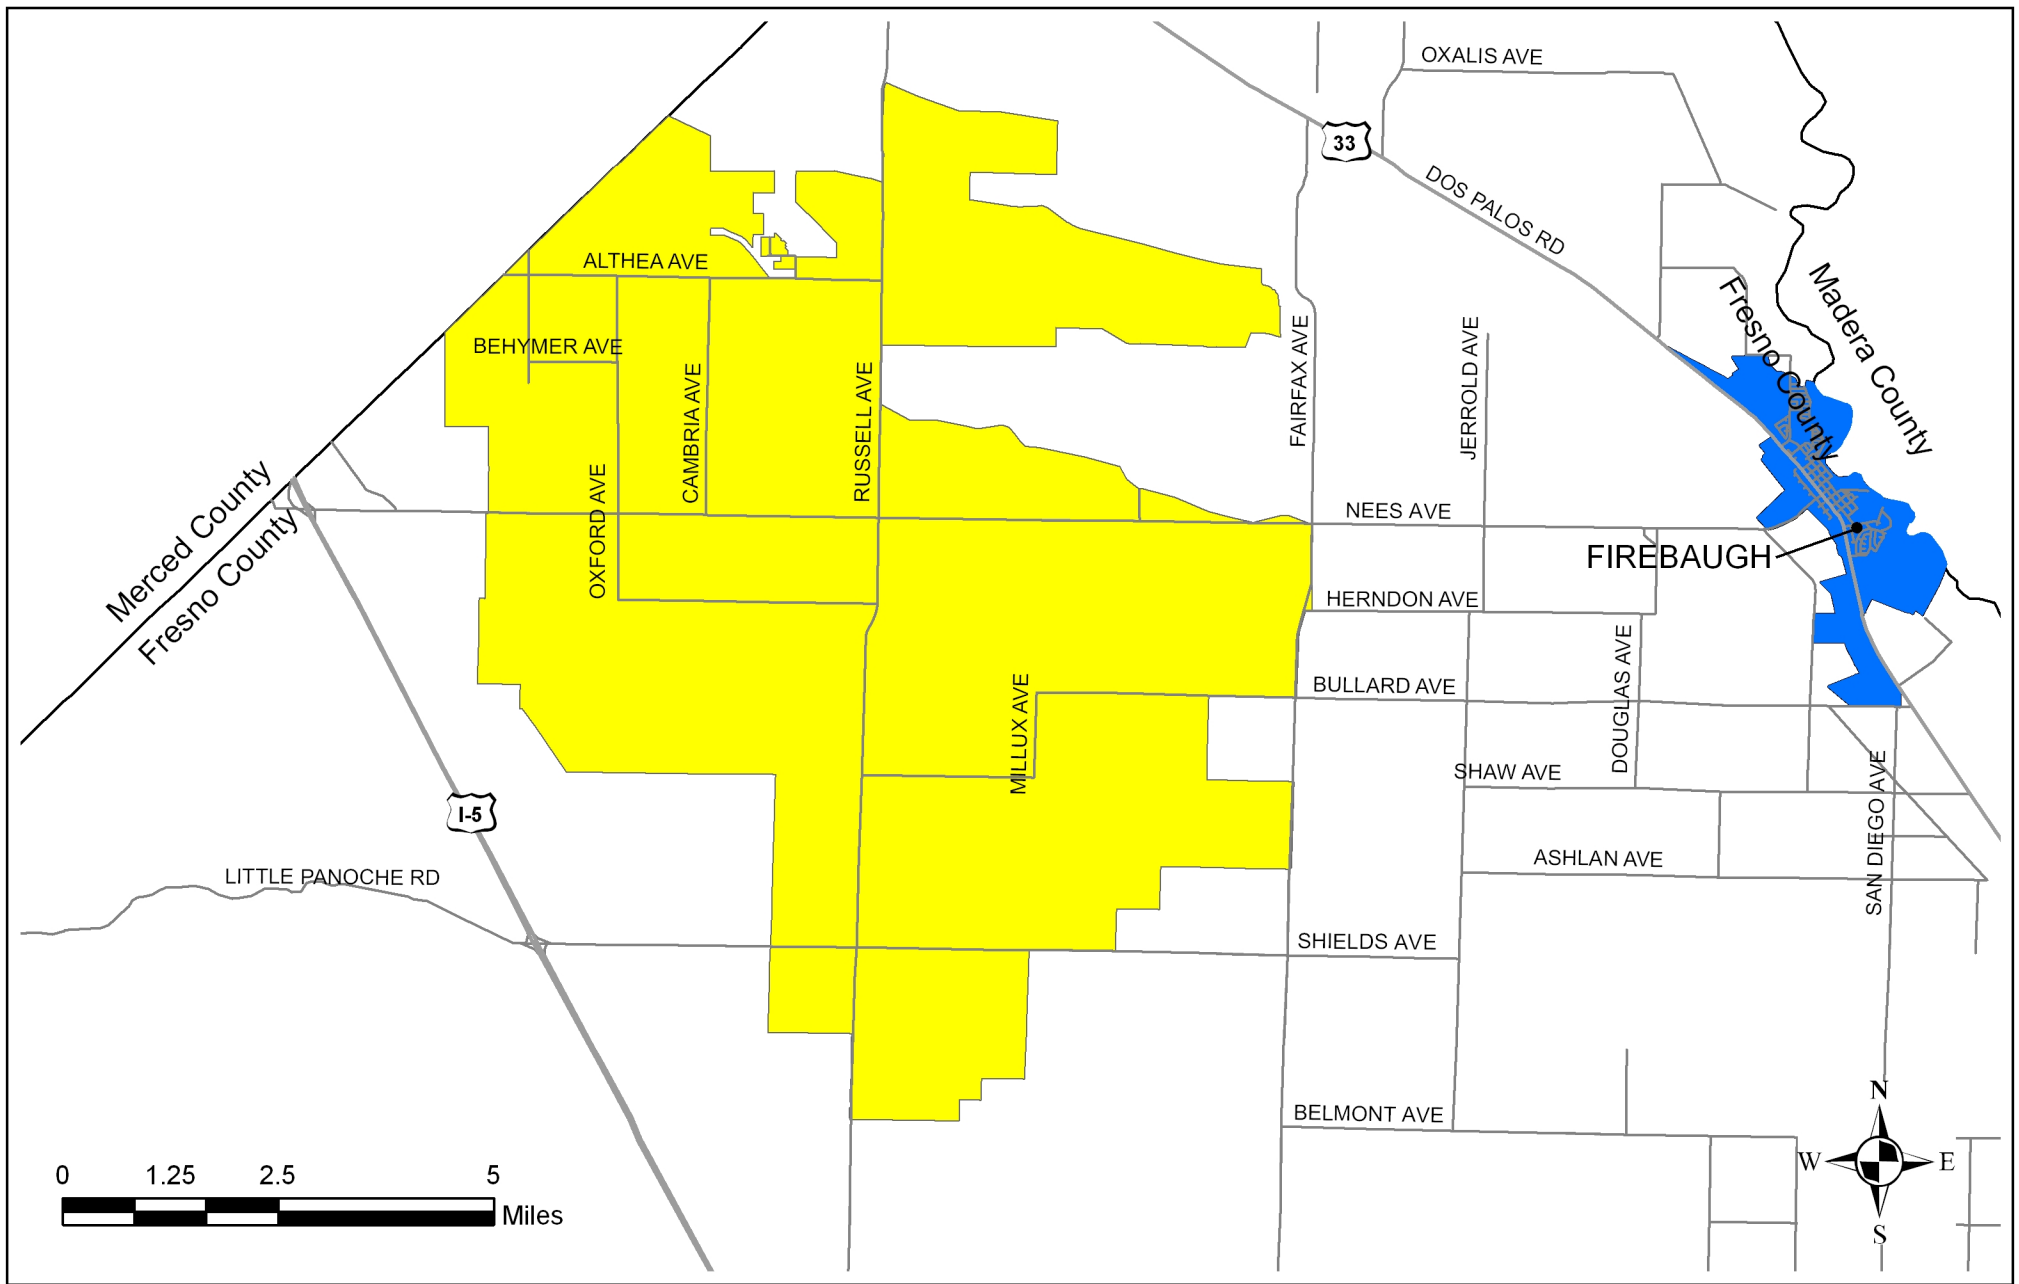 OXALIS AVE
33
DOS PALOS RD
ALTHEA AVE
Madera County
Fresno County
BEHYMER AVE
FAIRFAX AVE
JERROLD AVE
CAMBRIA AVE
RUSSELL AVE
OXFORD AVE
Merced County
Fresno County
NEES AVE
FIREBAUGH
HERNDON AVE
BULLARD AVE
DOUGLAS AVE
MILLUX AVE
SHAW AVE
SAN DIEGO AVE
I-5
ASHLAN AVE
LITTLE PANOCHE RD
SHIELDS AVE
BELMONT AVE
N
W
E
S
0 1.25 2.5 5
Miles